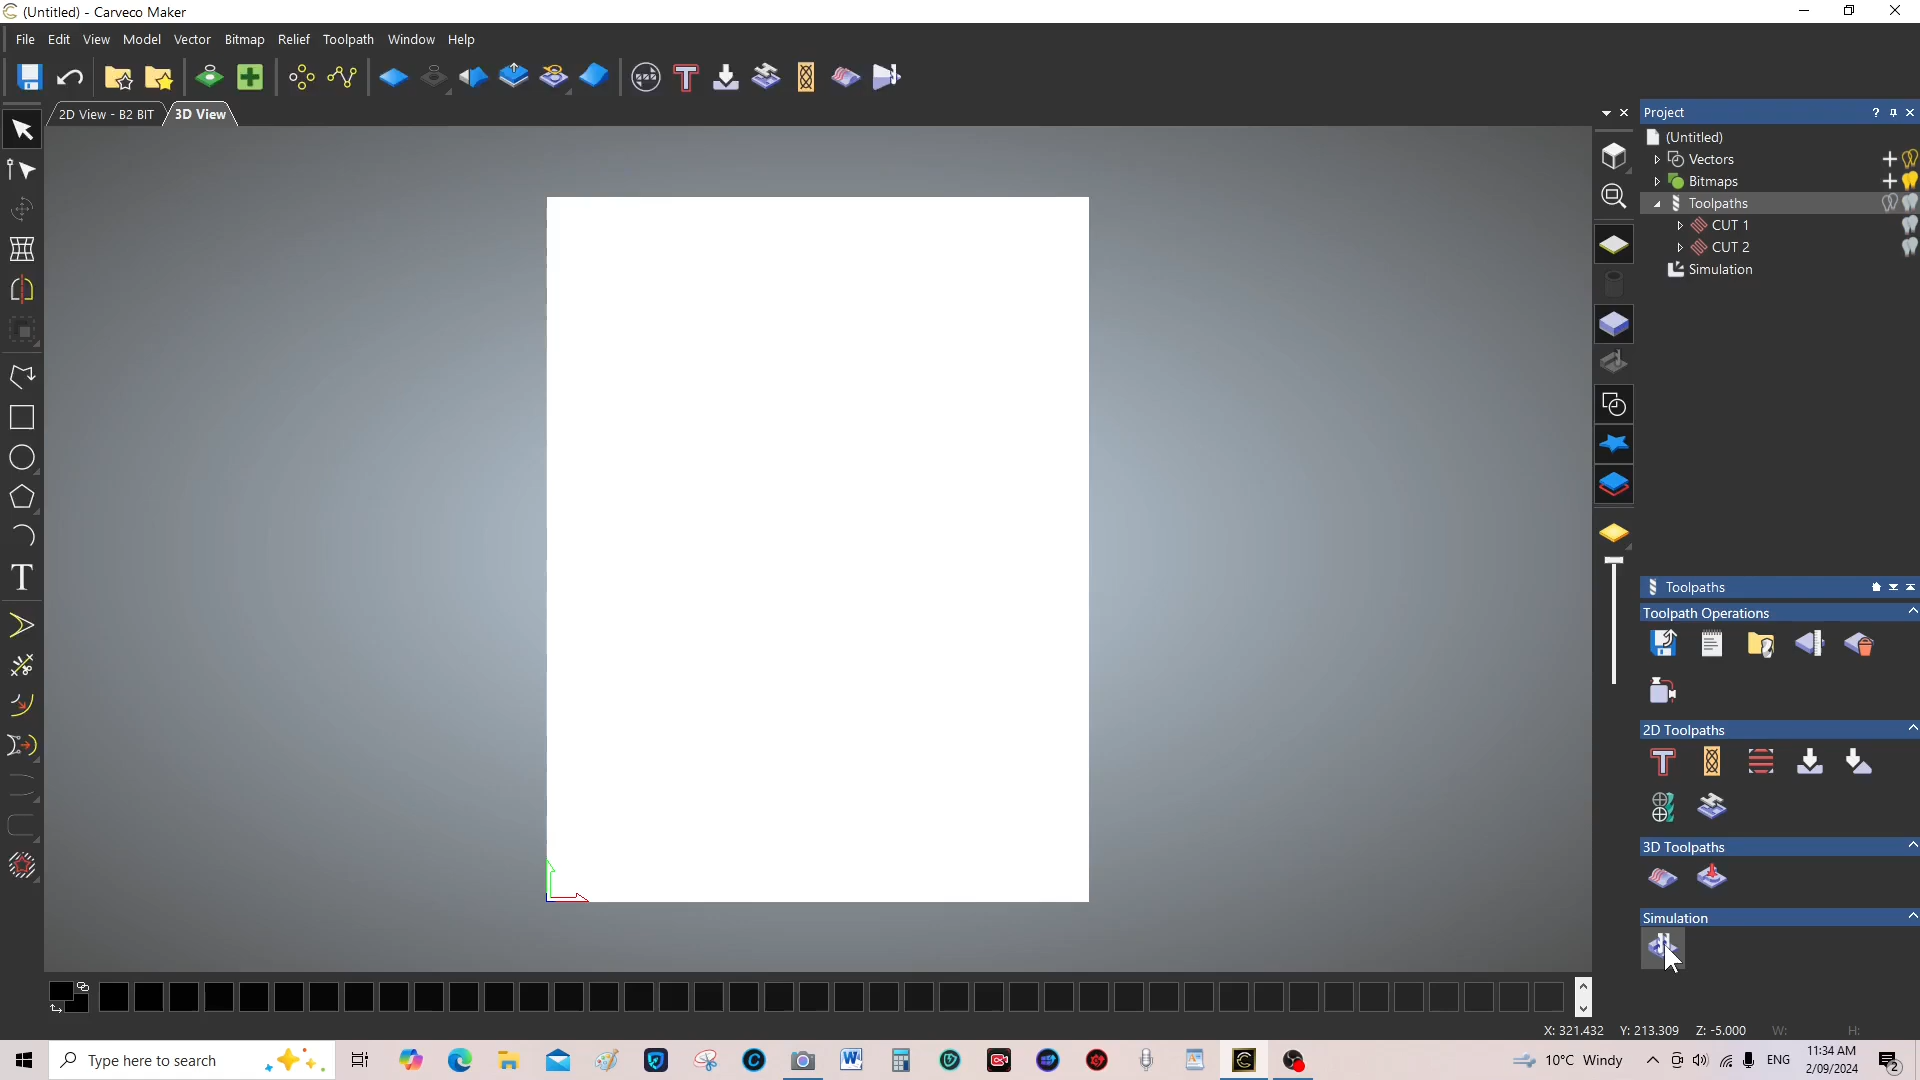 (Untitled) - Carveco Maker
File Edit View Model Vector Bitmap Relief Toolpath Window Help
2D View - B2 BIT 3D View
Project
(Untitled)
Vectors
Bitmaps
Toolpaths
CUT 1
CUT 2
Simulation
Toolpaths
Toolpath Operations
2D Toolpaths
3D Toolpaths
Simulation
X: 321.432 Y: 213.309 Z: -5.000 W: H:
Type here to search
10°C Windy
ENG
11:34 AM
2/09/2024
2